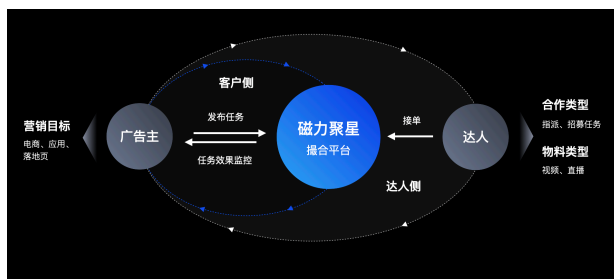 客户侧
营销目标
电商、应用、
落地页
广告主
发布任务
任务效果监控
磁力聚星
撮合平台
接单
达人
达人侧
合作类型
指派、招募任务
物料类型
视频、直播